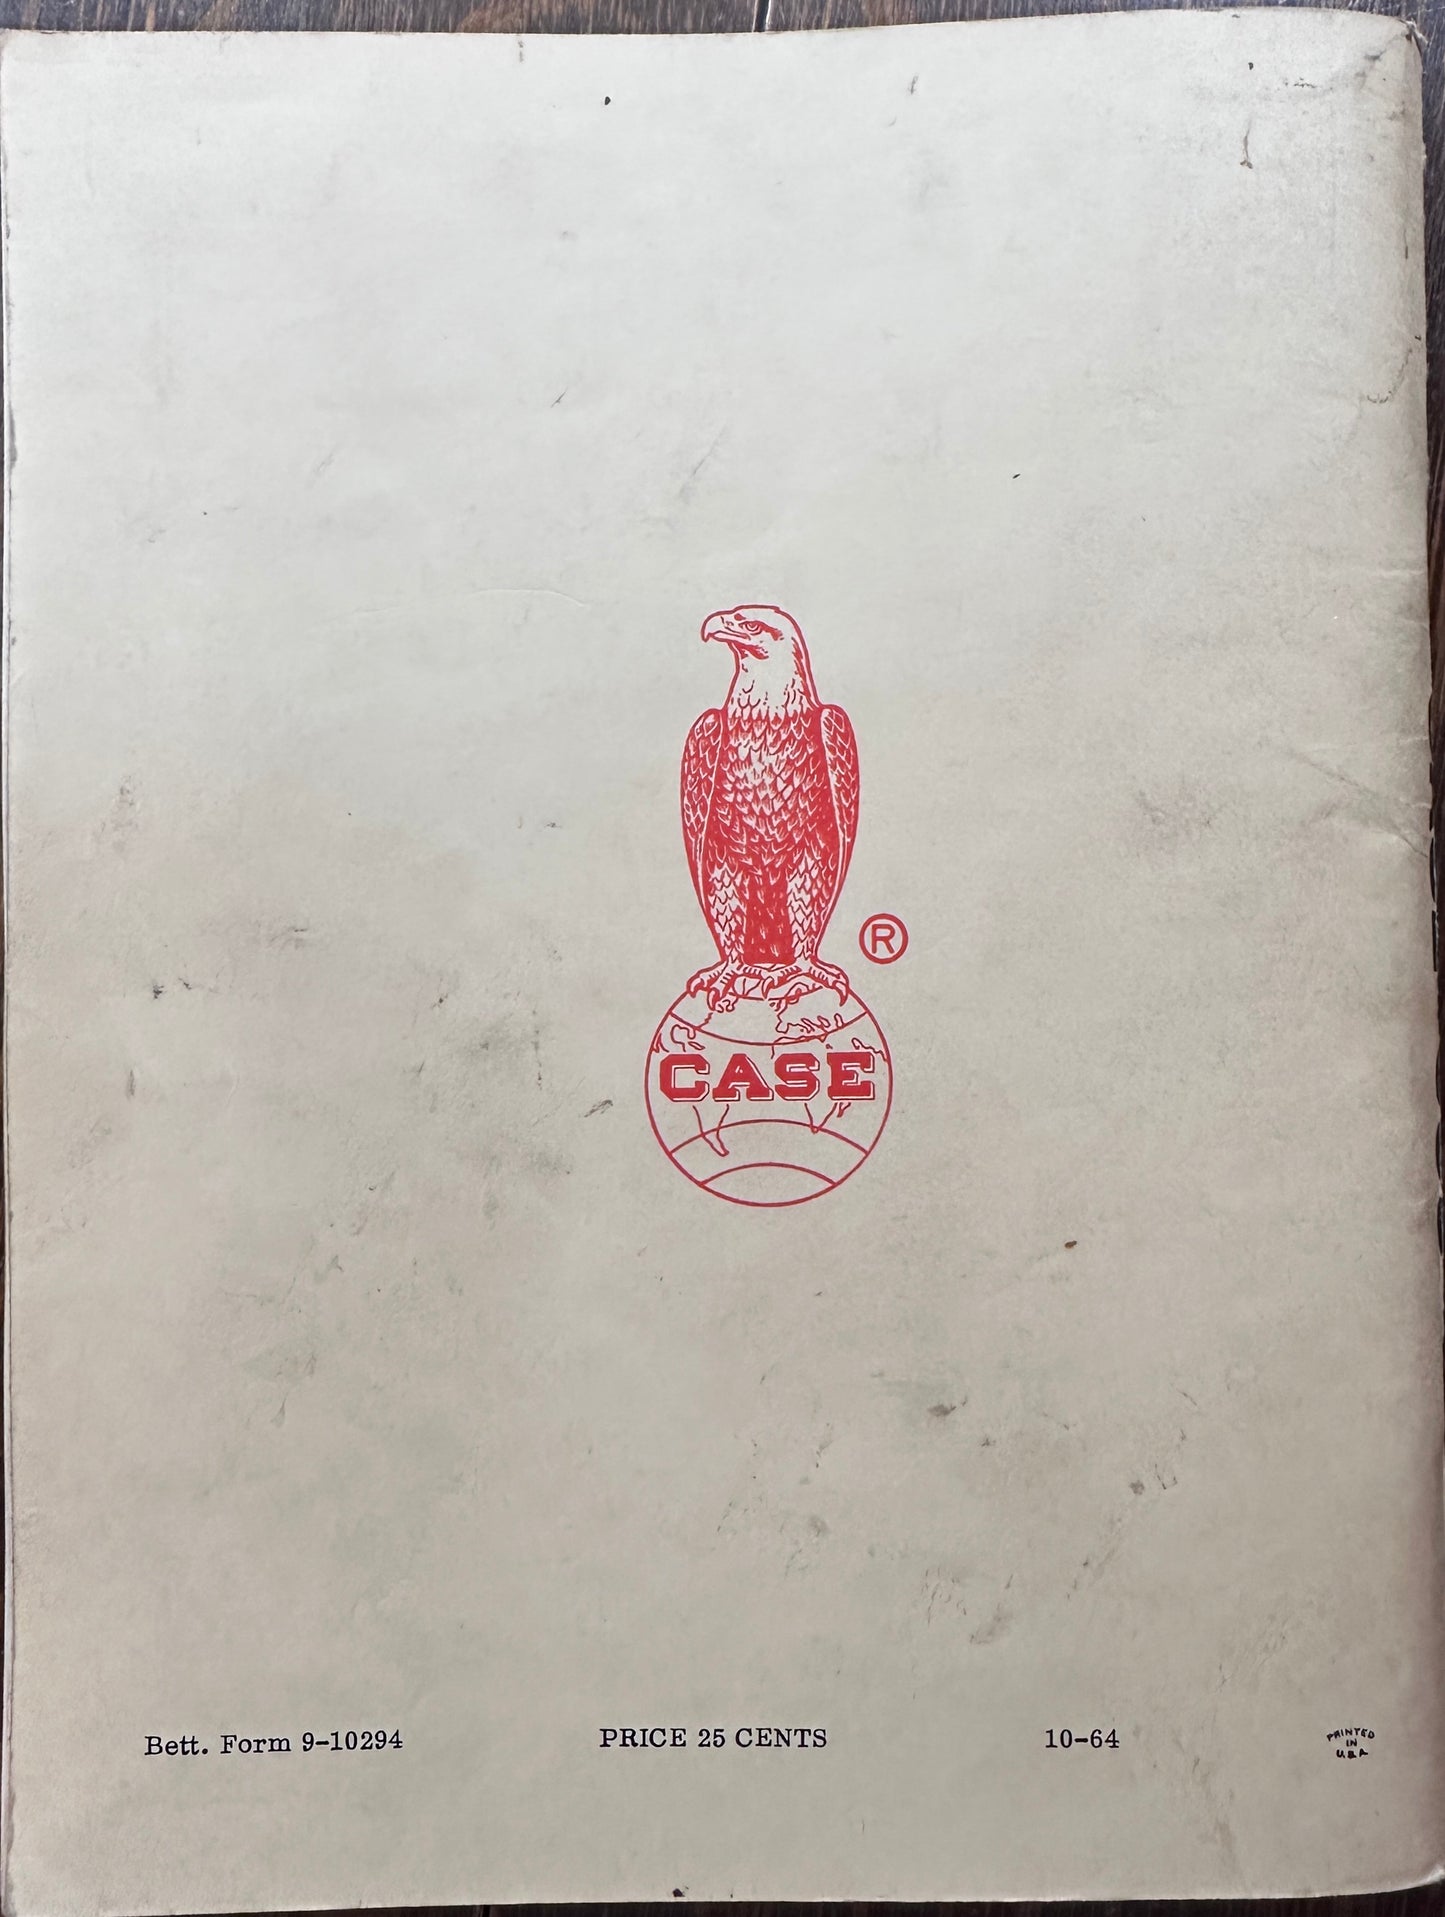 ®
CASE
Bett. Form 9-10294 PRICE 25 CENTS 10-64
PRINTED
IN
U.S.A